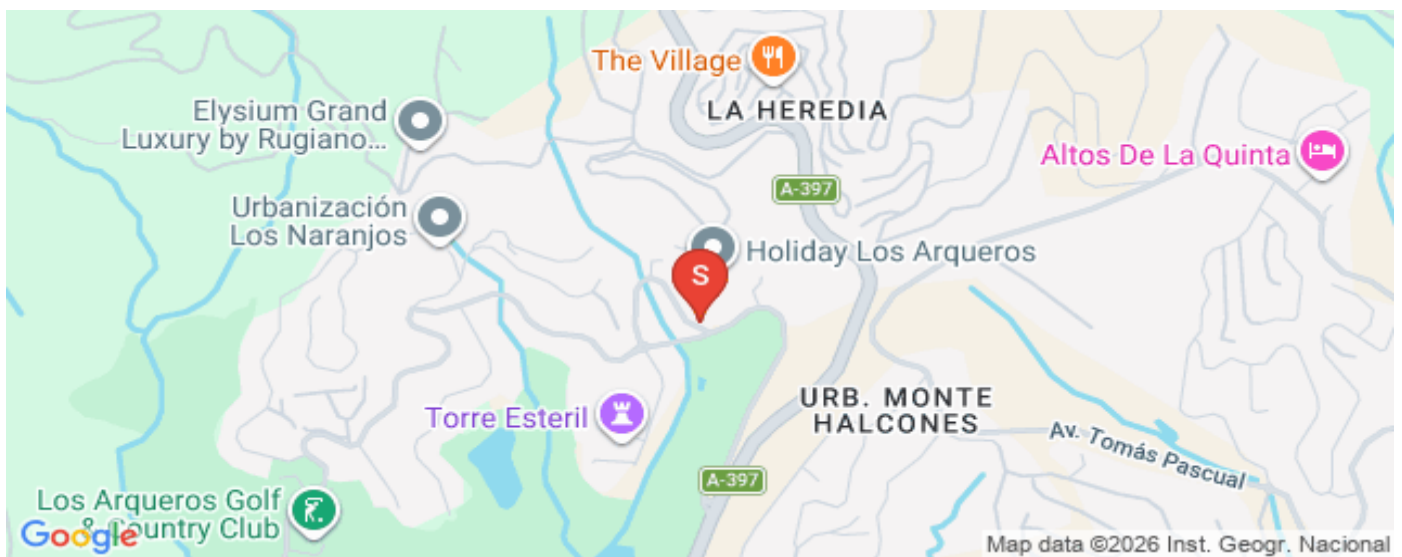 The Village
LA HEREDIA
Elysium Grand
Luxury by Rugiano...
Altos De La Quinta
A-397
Urbanización
Los Naranjos
Holiday Los Arqueros
S
URB. MONTE
HALCONES
Torre Esteril
Av. Tomás Pascual
A-397
Los Arqueros Golf
& Country Club
Google
Map data ©2026 Inst. Geogr. Nacional